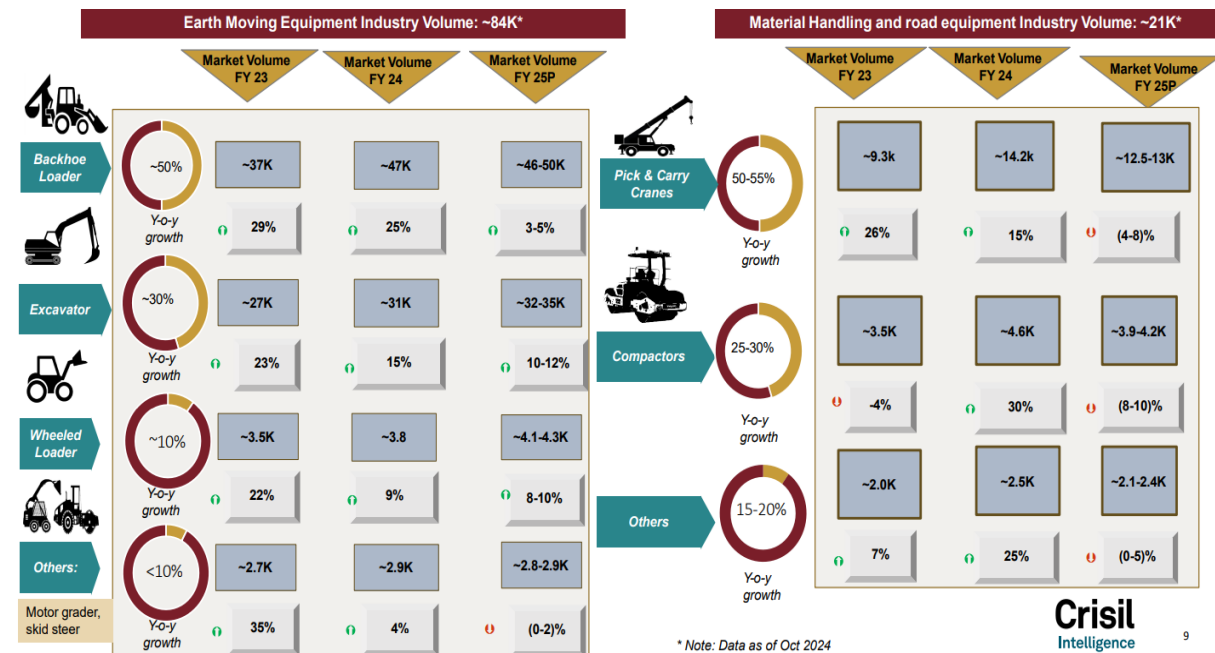 Earth Moving Equipment Industry Volume: ~84K*
Market Volume
FY 23
Market Volume
FY 24
Market Volume
FY 25P
Backhoe
Loader
~50%
~37K
~47K
~46-50K
Y-o-y
growth
29%
25%
3-5%
Excavator
~30%
~27K
~31K
~32-35K
Y-o-y
growth
23%
15%
10-12%
Wheeled
Loader
~10%
~3.5K
~3.8
~4.1-4.3K
Y-o-y
growth
22%
9%
8-10%
Others:
<10%
~2.7K
~2.9K
~2.8-2.9K
Motor grader,
skid steer
Y-o-y
growth
35%
4%
(0-2)%
Material Handling and road equipment Industry Volume: ~21K*
Market Volume
FY 23
Market Volume
FY 24
Market Volume
FY 25P
Pick & Carry
Cranes
50-55%
~9.3k
~14.2k
~12.5-13K
Y-o-y
growth
26%
15%
(4-8)%
Compactors
25-30%
~3.5K
~4.6K
~3.9-4.2K
Y-o-y
growth
-4%
30%
(8-10)%
Others
15-20%
~2.0K
~2.5K
~2.1-2.4K
Y-o-y
growth
7%
25%
(0-5)%
* Note: Data as of Oct 2024
Crisil
Intelligence
9